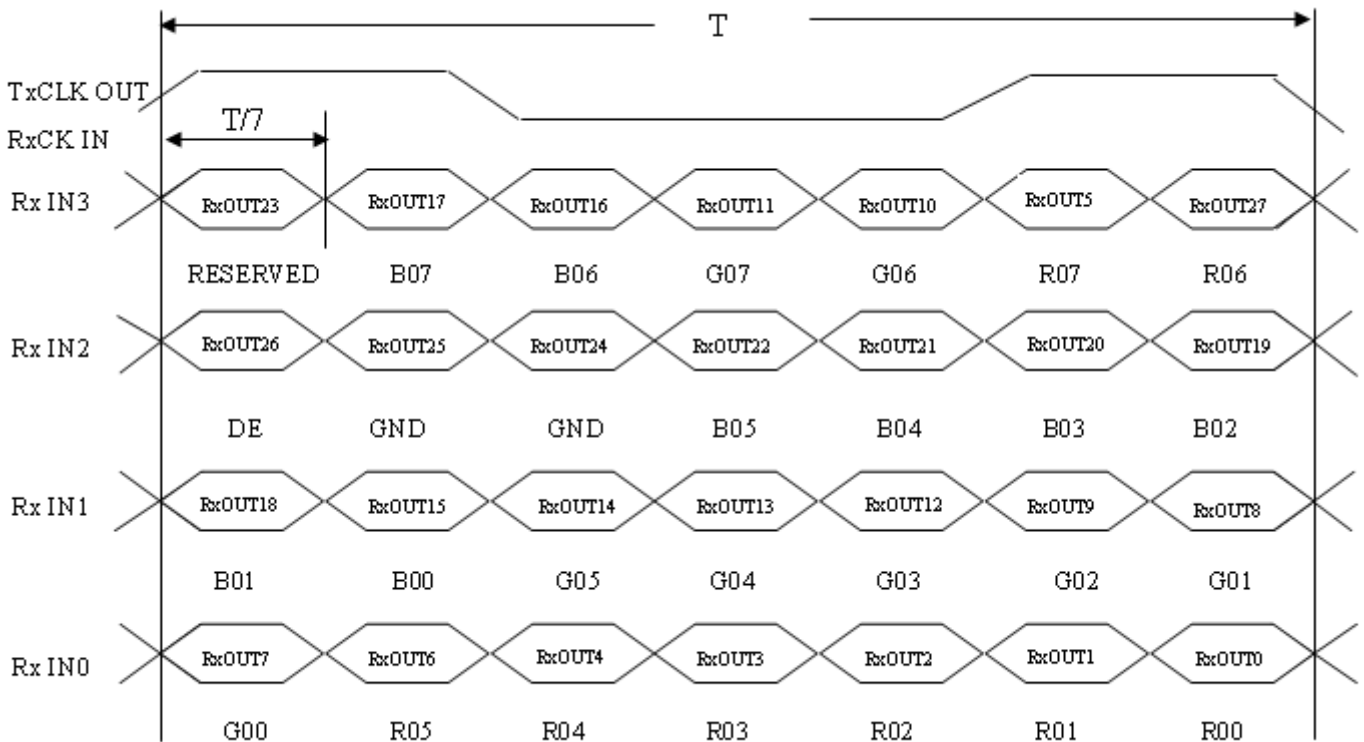 T
TxCLK OUT
T/7
RxCK IN
Rx IN3 RxOUT23 RxOUT17 RxOUT16 RxOUT11 RxOUT10 RxOUT5 RxOUT27
RESERVED B07 B06 G07 G06 R07 R06
Rx IN2 RxOUT26 RxOUT25 RxOUT24 RxOUT22 RxOUT21 RxOUT20 RxOUT19
DE GND GND B05 B04 B03 B02
Rx IN1 RxOUT18 RxOUT15 RxOUT14 RxOUT13 RxOUT12 RxOUT9 RxOUT8
B01 B00 G05 G04 G03 G02 G01
Rx IN0 RxOUT7 RxOUT6 RxOUT4 RxOUT3 RxOUT2 RxOUT1 RxOUT0
G00 R05 R04 R03 R02 R01 R00